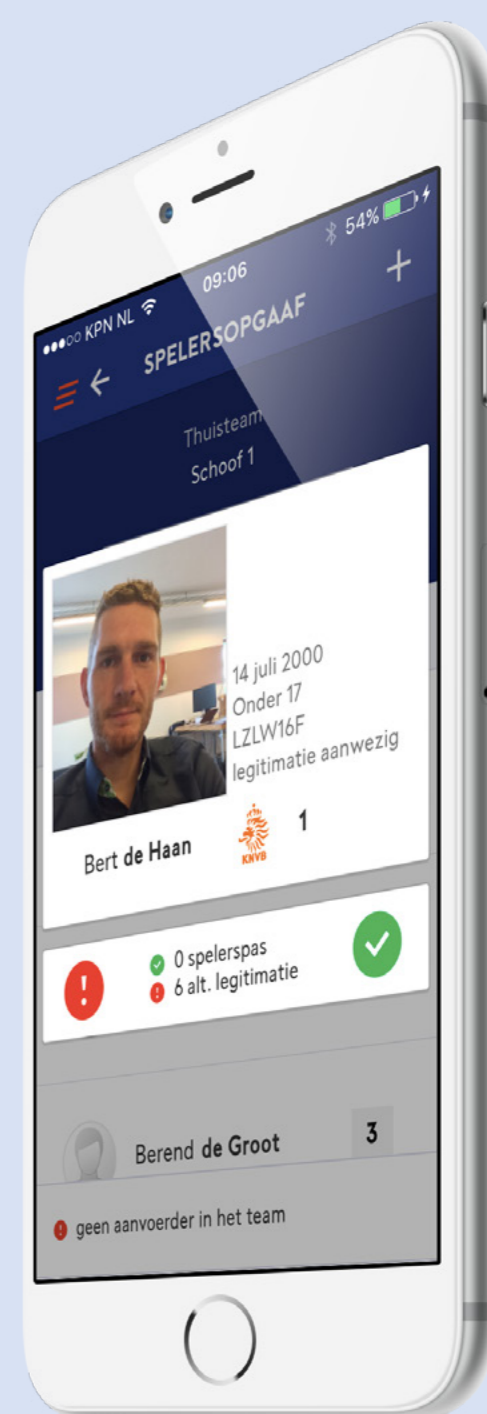 KPN NL 09:06 54%
SPELERSOPGAAF
Thuisteam
Schoof 1
14 juli 2000
Onder 17
LZLW16F
legitimatie aanwezig
Bert de Haan KNVB 1
0 spelerspas
6 alt. legitimatie
Berend de Groot 3
geen aanvoerder in het team